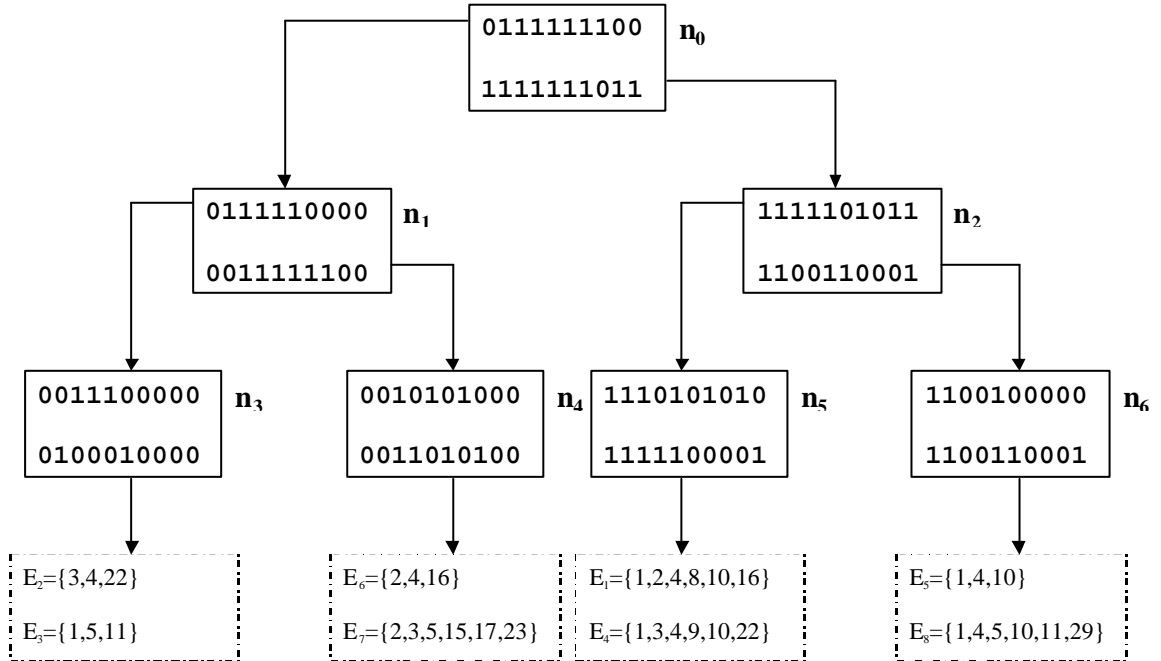 0111111100 n₀
1111111011
0111110000 n₁ 1111101011 n₂
0011111100 1100110001
0011100000 n₃ 0010101000 n₄ 1110101010 n₅ 1100100000 n₆
0100010000 0011010100 1111100001 1100110001
E₂={3,4,22} E₆={2,4,16} E₁={1,2,4,8,10,16} E₅={1,4,10}
E₃={1,5,11} E₇={2,3,5,15,17,23} E₄={1,3,4,9,10,22} E₈={1,4,5,10,11,29}